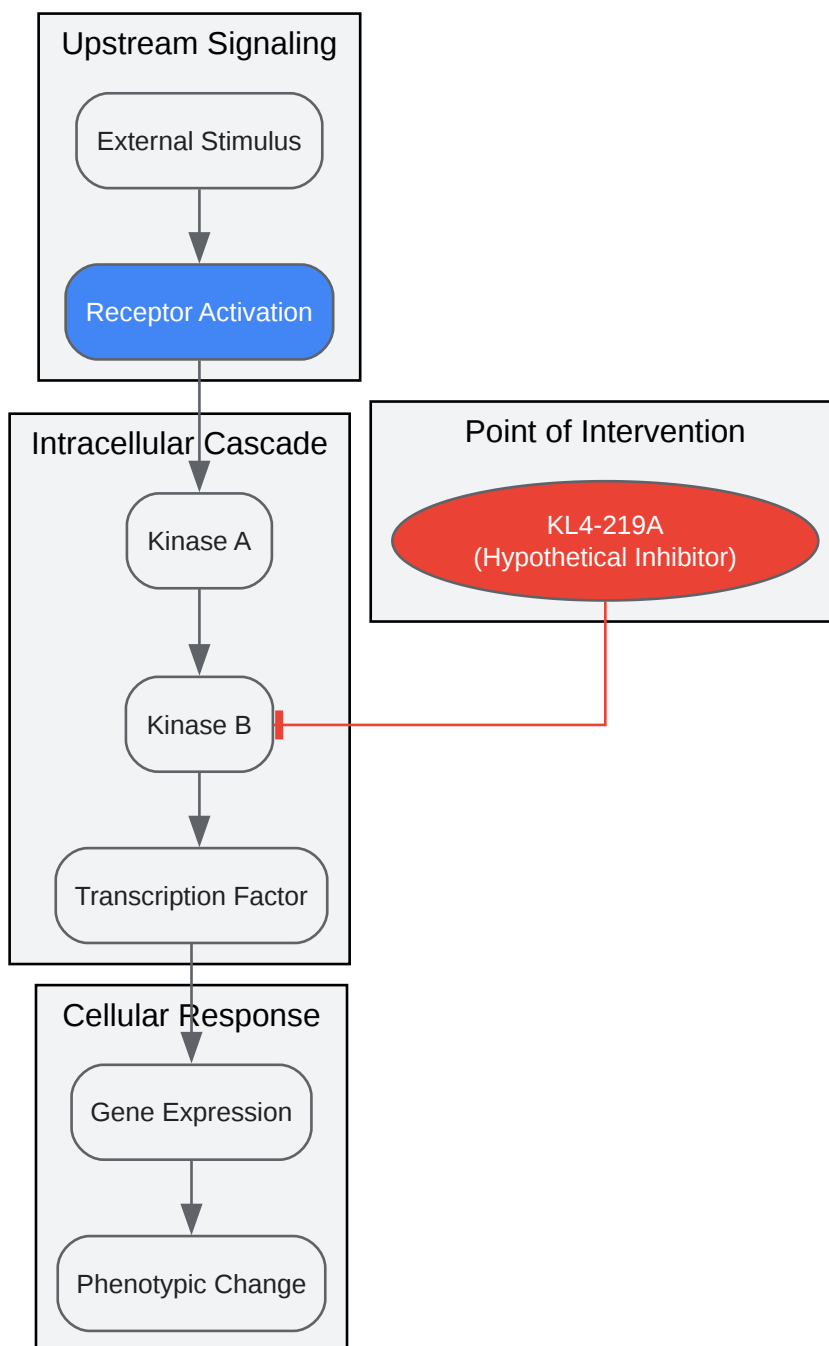 Upstream Signaling
External Stimulus
Receptor Activation
Intracellular Cascade
Kinase A
Kinase B
Transcription Factor
Point of Intervention
KL4-219A
(Hypothetical Inhibitor)
Cellular Response
Gene Expression
Phenotypic Change